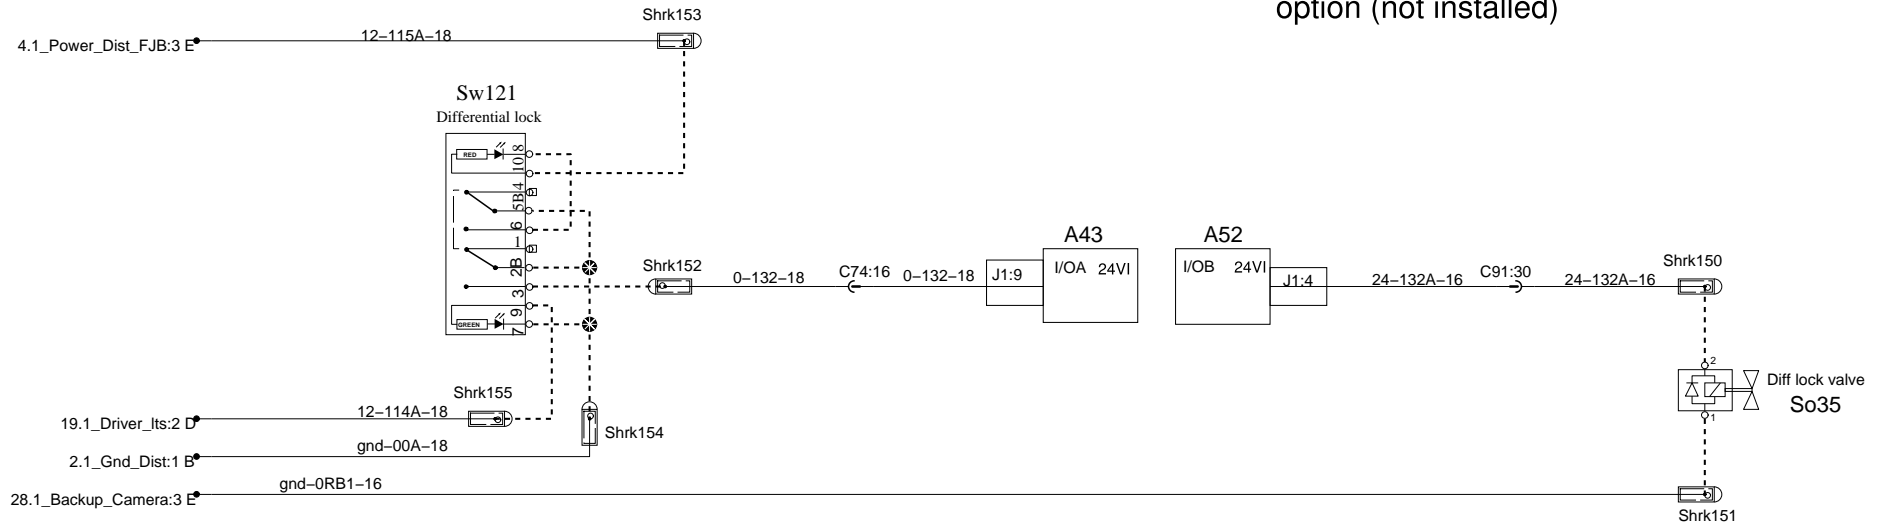 option (not installed)
Shrk153
12–115A–18
4.1_Power_Dist_FJB:3 E
Sw121
Differential lock
RED
8
10
4
5B
6
1
2B
3
9
7
GREEN
Shrk152
0–132–18
C74:16
0–132–18
J1:9
A43
I/OA 24VI
A52
I/OB 24VI
J1:4
24–132A–16
C91:30
24–132A–16
Shrk150
2
Diff lock valve
So35
1
Shrk155
12–114A–18
19.1_Driver_lts:2 D
Shrk154
gnd–00A–18
2.1_Gnd_Dist:1 B
gnd–0RB1–16
28.1_Backup_Camera:3 E
Shrk151